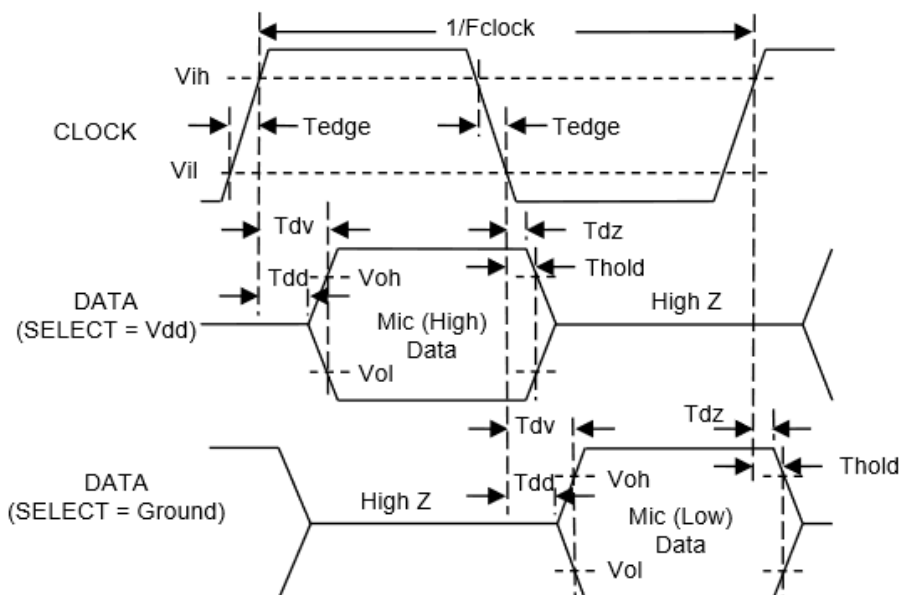 1/Fclock
Vih
CLOCK
Tedge
Tedge
Vil
Tdv
Tdz
Tdd
Voh
Thold
DATA
(SELECT = Vdd)
Mic (High)
Data
High Z
Vol
Tdv
Tdz
DATA
(SELECT = Ground)
High Z
Tdd
Voh
Thold
Mic (Low)
Data
Vol